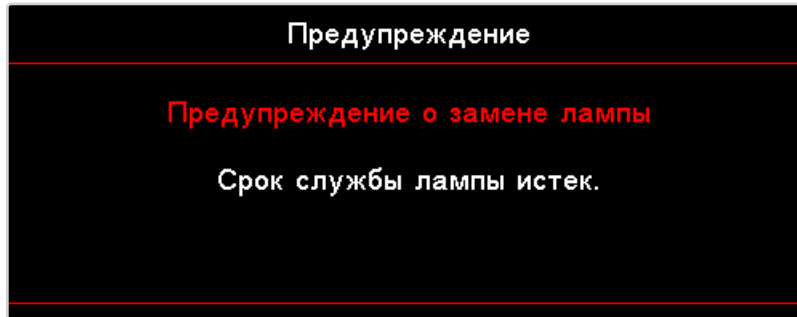 Предупреждение
Предупреждение о замене лампы
Срок службы лампы истек.